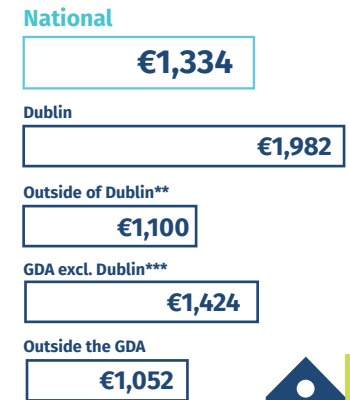 National
€1,334
Dublin
€1,982
Outside of Dublin**
€1,100
GDA excl. Dublin***
€1,424
Outside the GDA
€1,052